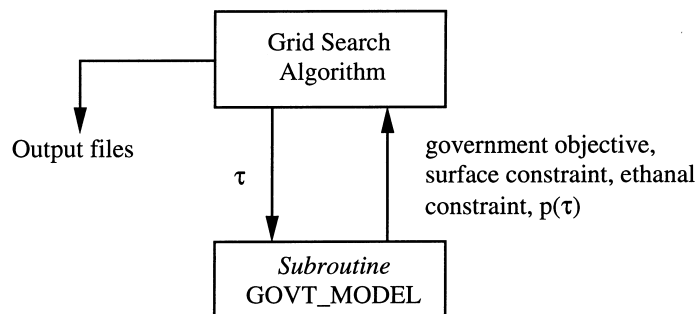 Grid Search
Algorithm
Output files
τ
government objective,
surface constraint, ethanal
constraint, p(τ)
Subroutine
GOVT_MODEL